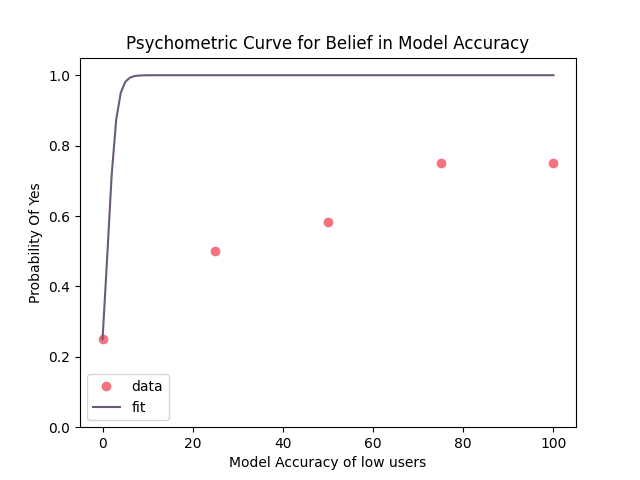 Psychometric Curve for Belief in Model Accuracy
Probability Of Yes
1.0
0.8
0.6
0.4
0.2
0.0
data
fit
0 20 40 60 80 100
Model Accuracy of low users